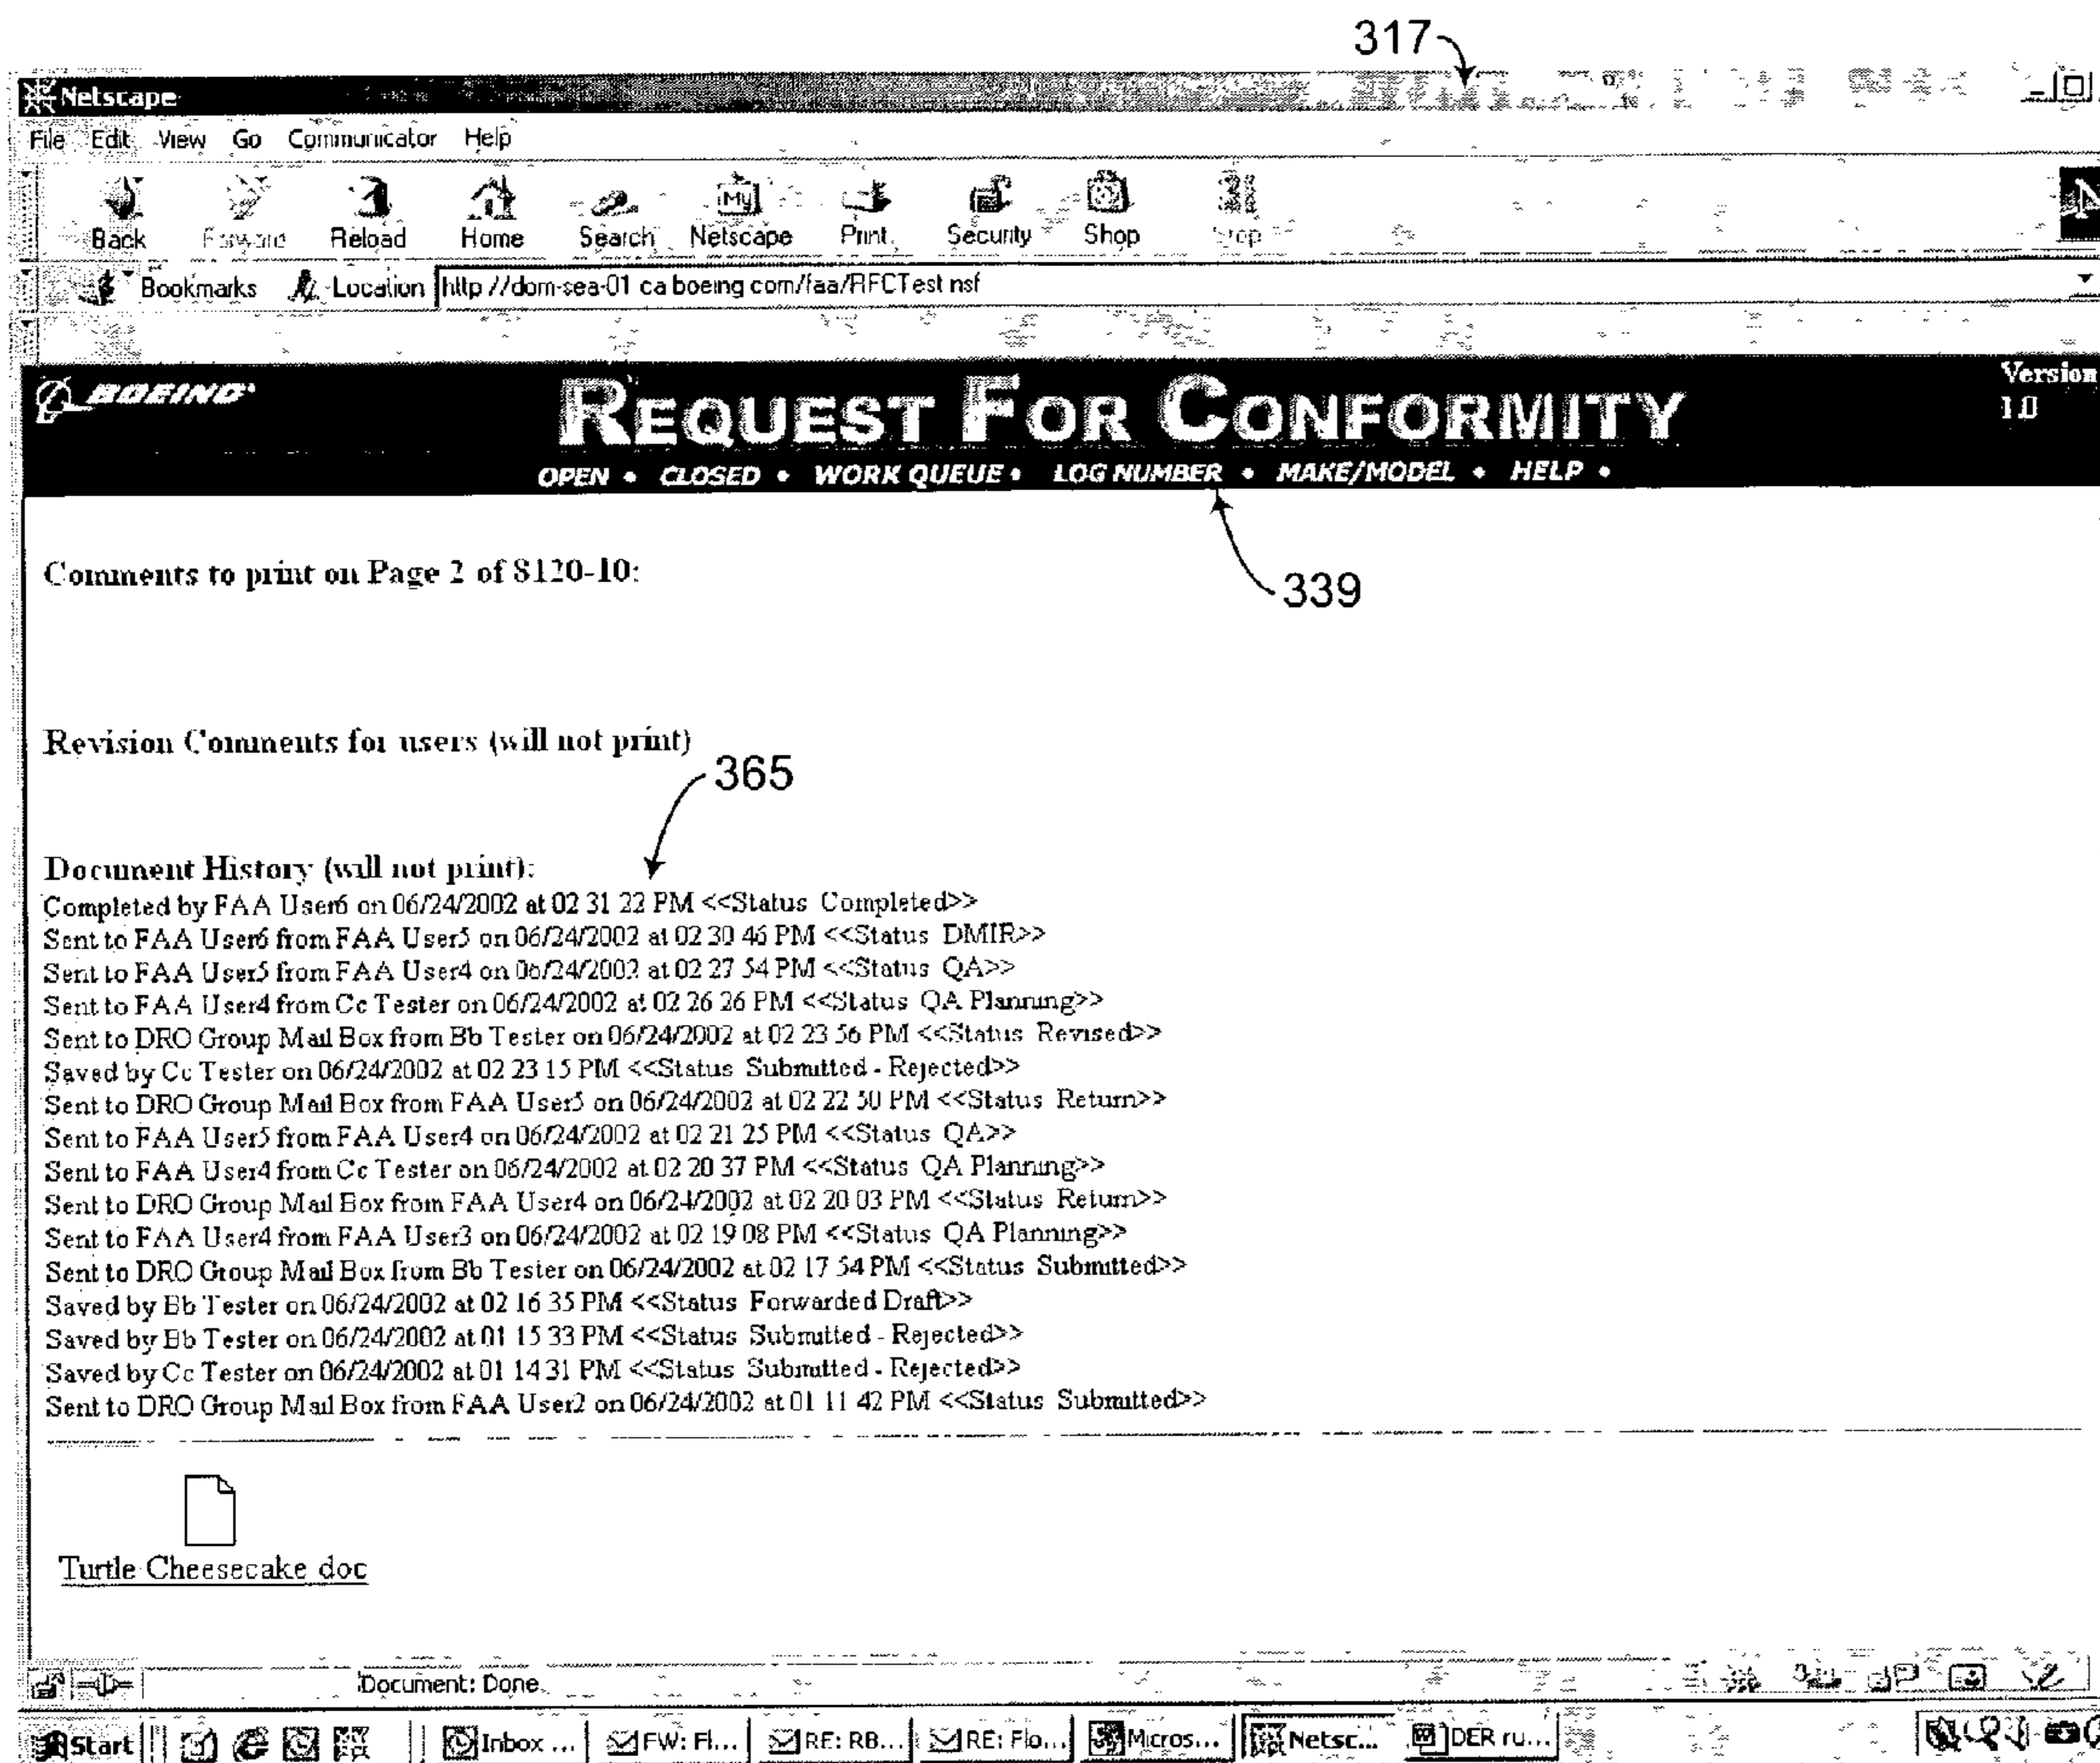 317
Netscape
File Edit View Go Communicator Help
Back Forward Reload Home Search Netscape Print Security Shop Stop
My
N
Bookmarks Location http //dom-sea-01 ca boeing com/faa/RFCTest nsf
BOEING
REQUEST FOR CONFORMITY
Version
1.0
OPEN • CLOSED • WORK QUEUE • LOG NUMBER • MAKE/MODEL • HELP •
339
Comments to print on Page 2 of 8120-10:
Revision Comments for users (will not print)
365
Document History (will not print):
Completed by FAA User6 on 06/24/2002 at 02 31 22 PM <<Status Completed>>
Sent to FAA User6 from FAA User5 on 06/24/2002 at 02 30 46 PM <<Status DMIR>>
Sent to FAA User5 from FAA User4 on 06/24/2002 at 02 27 54 PM <<Status QA>>
Sent to FAA User4 from Cc Tester on 06/24/2002 at 02 26 26 PM <<Status QA Planning>>
Sent to DRO Group Mail Box from Bb Tester on 06/24/2002 at 02 23 56 PM <<Status Revised>>
Saved by Cc Tester on 06/24/2002 at 02 23 15 PM <<Status Submitted - Rejected>>
Sent to DRO Group Mail Box from FAA User5 on 06/24/2002 at 02 22 50 PM <<Status Return>>
Sent to FAA User5 from FAA User4 on 06/24/2002 at 02 21 25 PM <<Status QA>>
Sent to FAA User4 from Cc Tester on 06/24/2002 at 02 20 37 PM <<Status QA Planning>>
Sent to DRO Group Mail Box from FAA User4 on 06/24/2002 at 02 20 03 PM <<Status Return>>
Sent to FAA User4 from FAA User3 on 06/24/2002 at 02 19 08 PM <<Status QA Planning>>
Sent to DRO Group Mail Box from Bb Tester on 06/24/2002 at 02 17 54 PM <<Status Submitted>>
Saved by Bb Tester on 06/24/2002 at 02 16 35 PM <<Status Forwarded Draft>>
Saved by Bb Tester on 06/24/2002 at 01 15 33 PM <<Status Submitted - Rejected>>
Saved by Cc Tester on 06/24/2002 at 01 14 31 PM <<Status Submitted - Rejected>>
Sent to DRO Group Mail Box from FAA User2 on 06/24/2002 at 01 11 42 PM <<Status Submitted>>
Turtle Cheesecake doc
Document: Done
Start Inbox ... FW: Fl... RE: RB... RE: Flo... Micros... Netsc... DER ru...